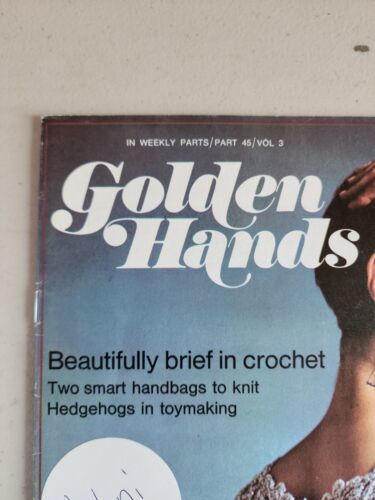 IN WEEKLY PARTS/PART 45/VOL 3
Golden
Hands
Beautifully brief in crochet
Two smart handbags to knit
Hedgehogs in toymaking